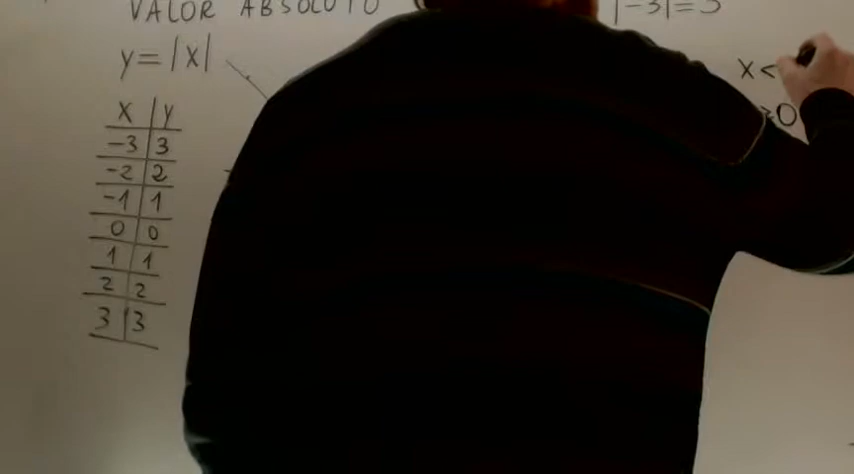 VALOR ABSOLUTO
|-3|=3
y=|x|
x <
≥0
x | y
-3 | 3
-2 | 2
-1 | 1
0 | 0
1 | 1
2 | 2
3 | 3